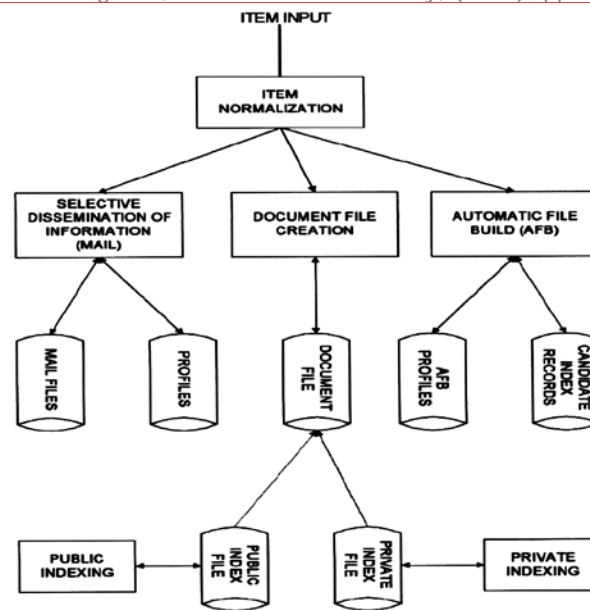 ITEM INPUT
ITEM
NORMALIZATION
SELECTIVE
DISSEMINATION OF
INFORMATION
(MAIL)
DOCUMENT FILE
CREATION
AUTOMATIC FILE
BUILD (AFB)
MAIL FILES
PROFILES
DOCUMENT
FILE
AFB
PROFILES
CANDIDATE
INDEX
RECORDS
PUBLIC
INDEXING
PUBLIC
INDEX
FILE
PRIVATE
INDEX
FILE
PRIVATE
INDEXING